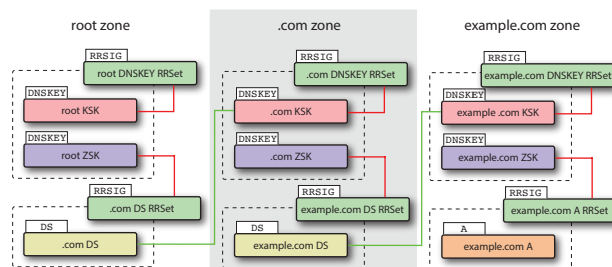 root zone
.com zone
example.com zone
RRSIG
root DNSKEY RRSet
DNSKEY
root KSK
DNSKEY
root ZSK
RRSIG
.com DS RRSet
DS
.com DS
RRSIG
.com DNSKEY RRSet
DNSKEY
.com KSK
DNSKEY
.com ZSK
RRSIG
example.com DS RRSet
DS
example.com DS
RRSIG
example.com DNSKEY RRSet
DNSKEY
example .com KSK
DNSKEY
example.com ZSK
RRSIG
example.com A RRSet
A
example.com A